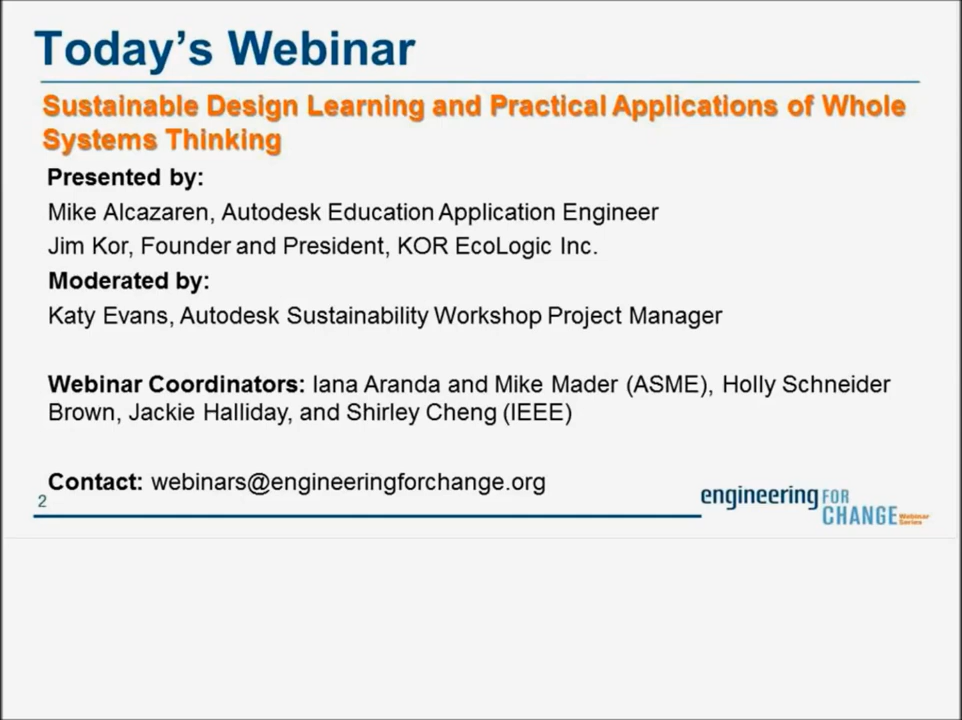 Today's Webinar
Sustainable Design Learning and Practical Applications of Whole
Systems Thinking
Presented by:
Mike Alcazaren, Autodesk Education Application Engineer
Jim Kor, Founder and President, KOR EcoLogic Inc.
Moderated by:
Katy Evans, Autodesk Sustainability Workshop Project Manager
Webinar Coordinators: Iana Aranda and Mike Mader (ASME), Holly Schneider
Brown, Jackie Halliday, and Shirley Cheng (IEEE)
Contact: webinars@engineeringforchange.org
2
engineering FOR
CHANGE Webinar
Series